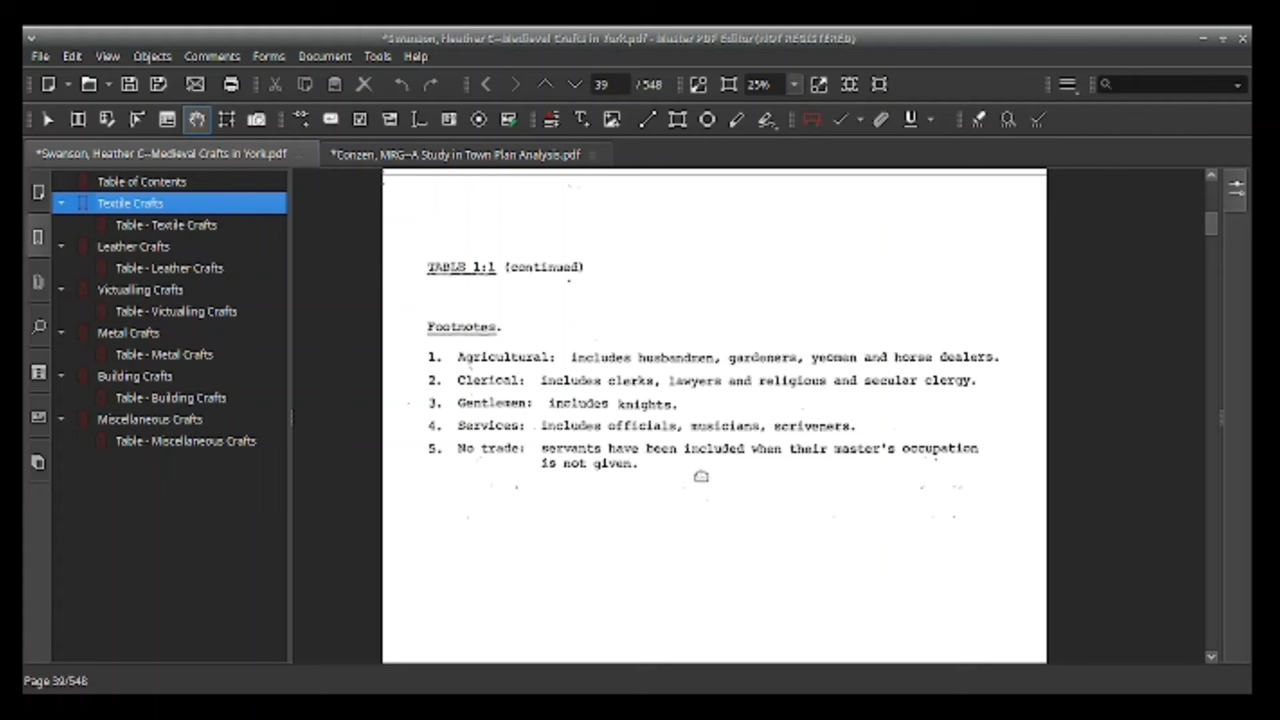 *Swanson, Heather C--Medieval Crafts in York.pdf - Master PDF Editor (NOT REGISTERED)
File Edit View Objects Comments Forms Document Tools Help
39 / 548 25%
*Swanson, Heather C--Medieval Crafts in York.pdf *Conzen, MRG--A Study in Town Plan Analysis.pdf
Table of Contents
Textile Crafts
Table - Textile Crafts
Leather Crafts
Table - Leather Crafts
Victualling Crafts
Table - Victualling Crafts
Metal Crafts
Table - Metal Crafts
Building Crafts
Table - Building Crafts
Miscellaneous Crafts
Table - Miscellaneous Crafts
TABLE 1:1 (continued)
Footnotes.
1. Agricultural: includes husbandmen, gardeners, yeomen and horse dealers.
2. Clerical: includes clerks, lawyers and religious and secular clergy.
3. Gentlemen: includes knights.
4. Services: includes officials, musicians, scriveners.
5. No trade: servants have been included when their master's occupation
is not given.
Page 39/548